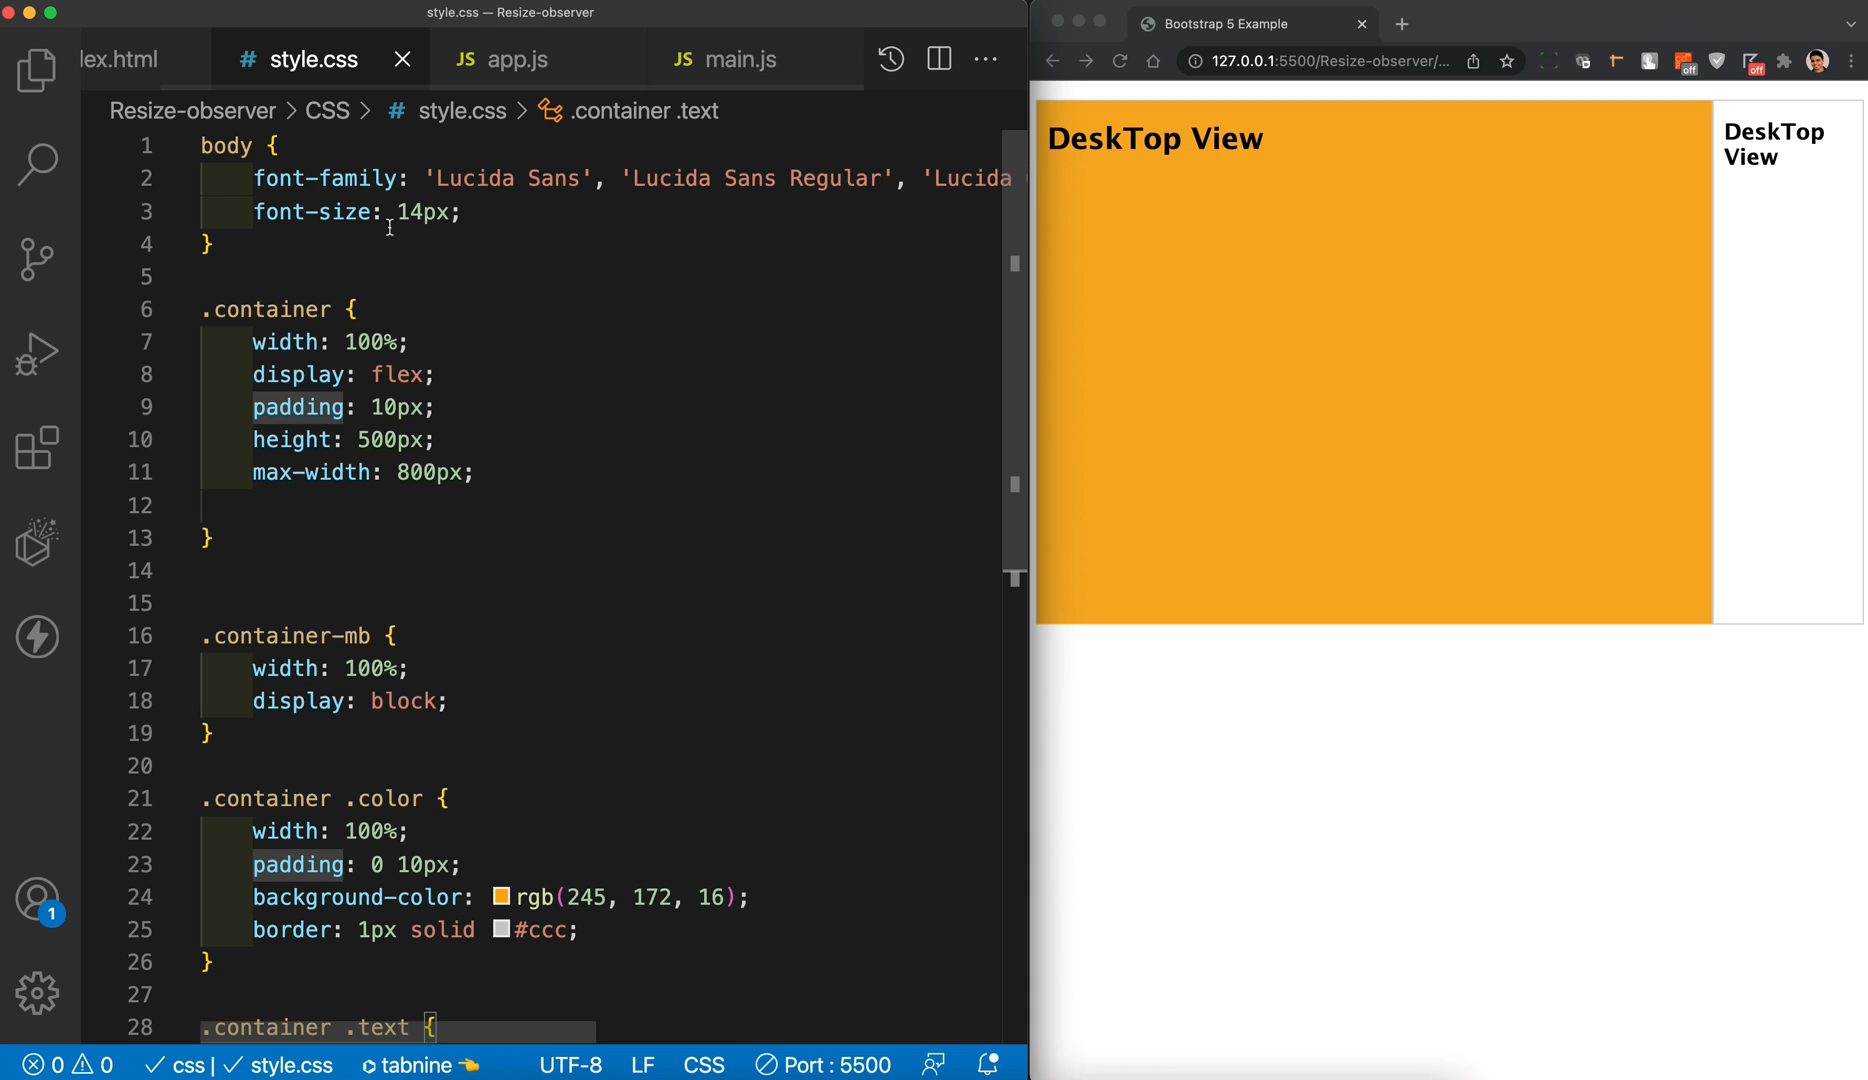 style.css — Resize-observer
lex.html
# style.css
JS app.js
JS main.js
Resize-observer > CSS > # style.css > .container .text
1 body {
2 font-family: 'Lucida Sans', 'Lucida Sans Regular', 'Lucida
3 font-size: 14px;
4 }
5
6 .container {
7 width: 100%;
8 display: flex;
9 padding: 10px;
10 height: 500px;
11 max-width: 800px;
12
13 }
14
15
16 .container-mb {
17 width: 100%;
18 display: block;
19 }
20
21 .container .color {
22 width: 100%;
23 padding: 0 10px;
24 background-color: rgb(245, 172, 16);
25 border: 1px solid #ccc;
26 }
27
28 .container .text {
1
0 0 css | style.css tabnine UTF-8 LF CSS Port : 5500
Bootstrap 5 Example
127.0.0.1:5500/Resize-observer/...
off
off
DeskTop View
DeskTop
View